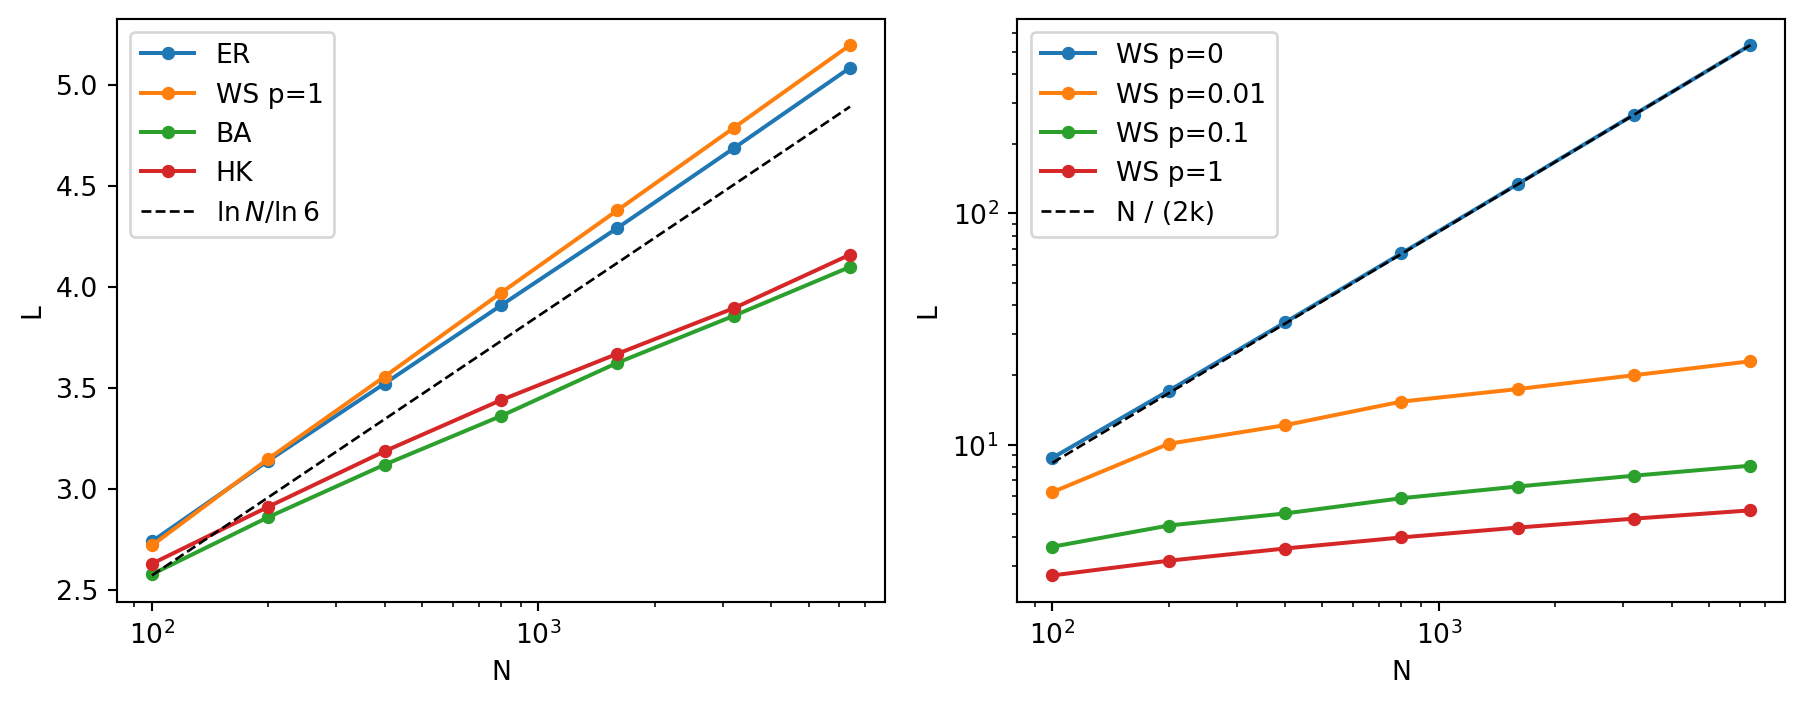 ER
WS p=1
BA
HK
ln N/ln 6
5.0
4.5
4.0
3.5
3.0
2.5
L
10²
10³
N
WS p=0
WS p=0.01
WS p=0.1
WS p=1
N / (2k)
10²
10¹
L
10²
10³
N